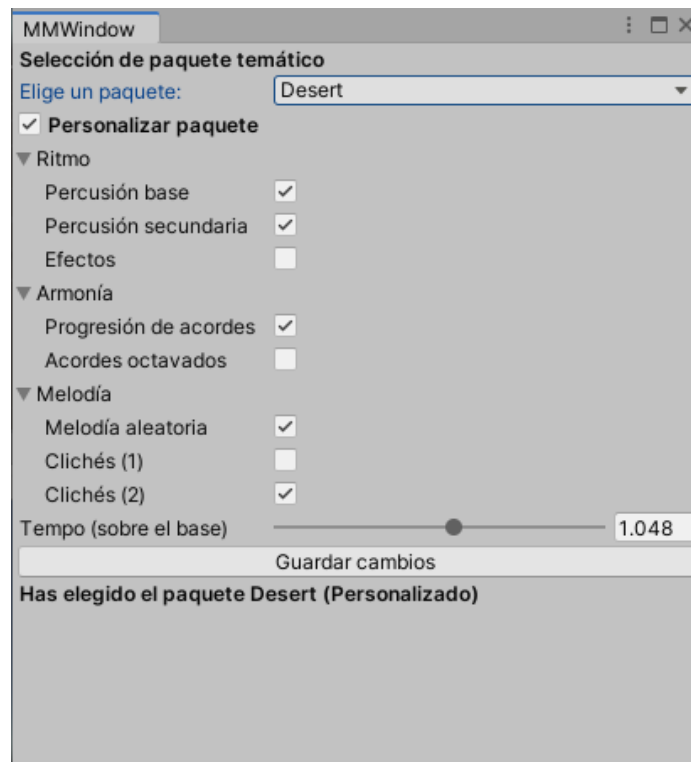 MMWindow
Selección de paquete temático
Elige un paquete: Desert
Personalizar paquete
Ritmo
Percusión base
Percusión secundaria
Efectos
Armonía
Progresión de acordes
Acordes octavados
Melodía
Melodía aleatoria
Clichés (1)
Clichés (2)
Tempo (sobre el base) 1.048
Guardar cambios
Has elegido el paquete Desert (Personalizado)